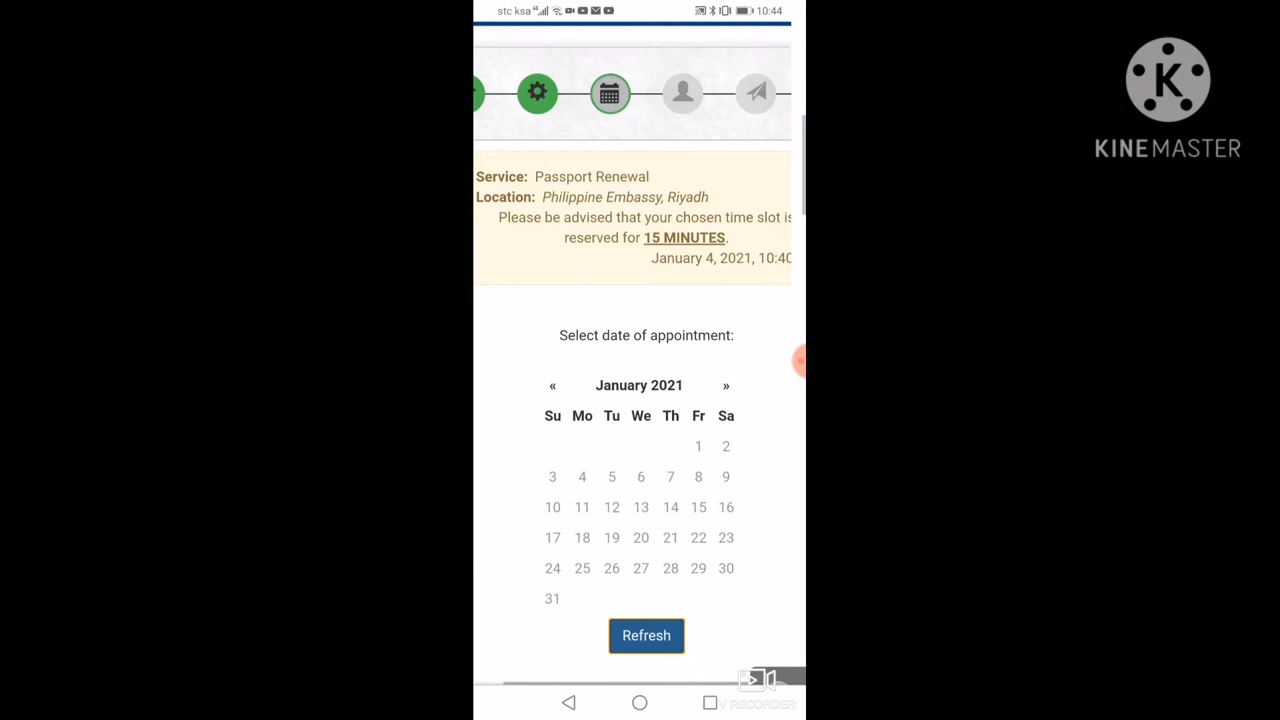 stc ksa 10:44
KINEMASTER
Service: Passport Renewal
Location: Philippine Embassy, Riyadh
Please be advised that your chosen time slot is
reserved for 15 MINUTES.
January 4, 2021, 10:40
Select date of appointment:
« January 2021 »
Su Mo Tu We Th Fr Sa
1 2
3 4 5 6 7 8 9
10 11 12 13 14 15 16
17 18 19 20 21 22 23
24 25 26 27 28 29 30
31
Refresh
V RECORDER